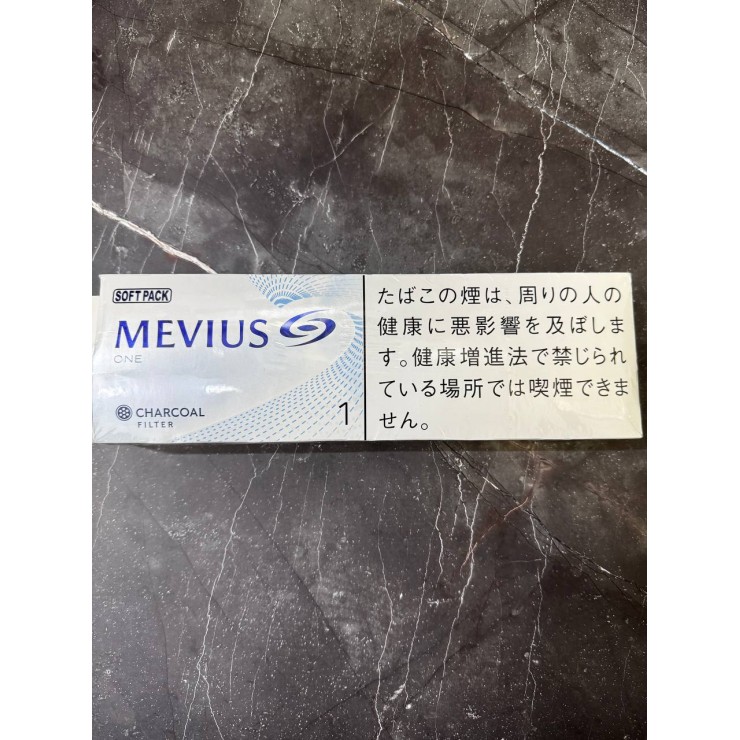 SOFT PACK
MEVIUS
ONE
CHARCOAL
FILTER
1
たばこの煙は、周りの人の
健康に悪影響を及ぼしま
す。健康増進法で禁じられ
ている場所では喫煙できま
せん。